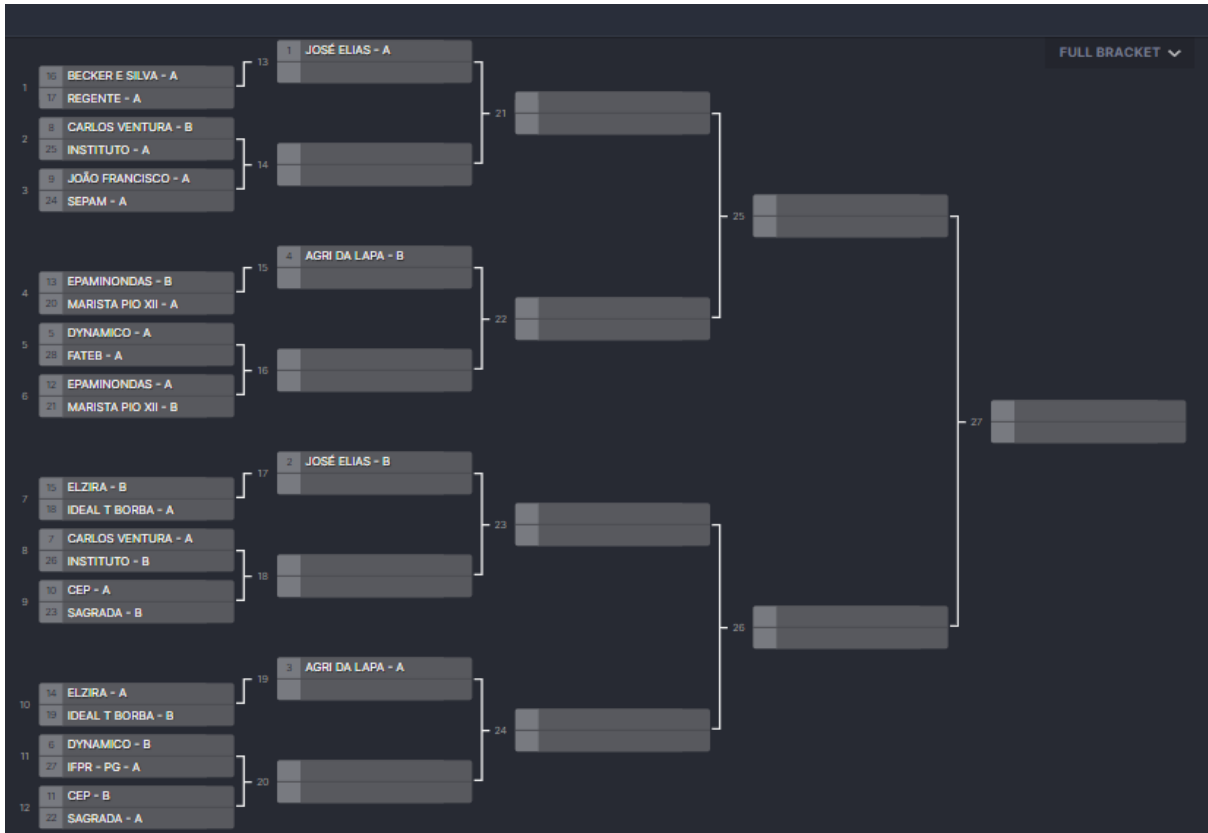 FULL BRACKET
1
16 BECKER E SILVA - A
17 REGENTE - A
2
8 CARLOS VENTURA - B
25 INSTITUTO - A
3
9 JOÃO FRANCISCO - A
24 SEPAM - A
4
13 EPAMINONDAS - B
20 MARISTA PIO XII - A
5
5 DYNAMICO - A
28 FATEB - A
6
12 EPAMINONDAS - A
21 MARISTA PIO XII - B
7
15 ELZIRA - B
18 IDEAL T BORBA - A
8
7 CARLOS VENTURA - A
26 INSTITUTO - B
9
10 CEP - A
23 SAGRADA - B
10
14 ELZIRA - A
19 IDEAL T BORBA - B
11
6 DYNAMICO - B
27 IFPR - PG - A
12
11 CEP - B
22 SAGRADA - A
13
1 JOSÉ ELIAS - A
14
15
4 AGRI DA LAPA - B
16
17
2 JOSÉ ELIAS - B
18
19
3 AGRI DA LAPA - A
20
21
22
23
24
25
26
27